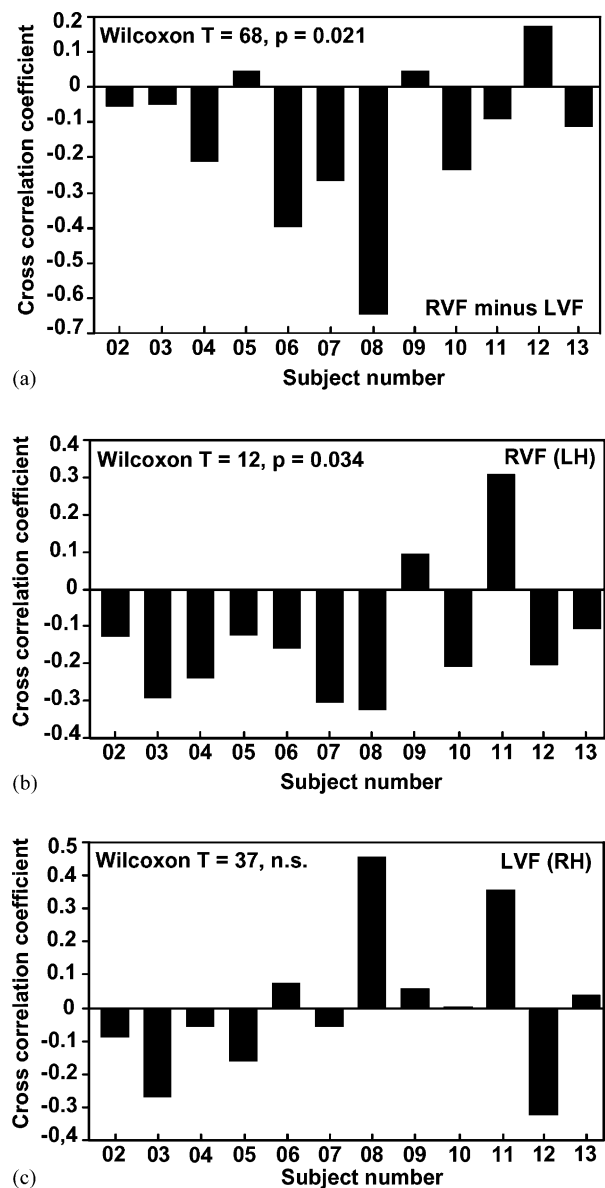 Cross correlation coefficient
0.2
0.1
0
-0.1
-0.2
-0.3
-0.4
-0.5
-0.6
-0.7
Wilcoxon T = 68, p = 0.021
RVF minus LVF
02 03 04 05 06 07 08 09 10 11 12 13
Subject number
(a)
Cross correlation coefficient
0.4
0.3
0.2
0.1
0
-0.1
-0.2
-0.3
-0.4
Wilcoxon T = 12, p = 0.034
RVF (LH)
02 03 04 05 06 07 08 09 10 11 12 13
Subject number
(b)
Cross correlation coefficient
0.5
0.4
0.3
0.2
0.1
0
-0.1
-0.2
-0.3
-0,4
Wilcoxon T = 37, n.s.
LVF (RH)
02 03 04 05 06 07 08 09 10 11 12 13
Subject number
(c)